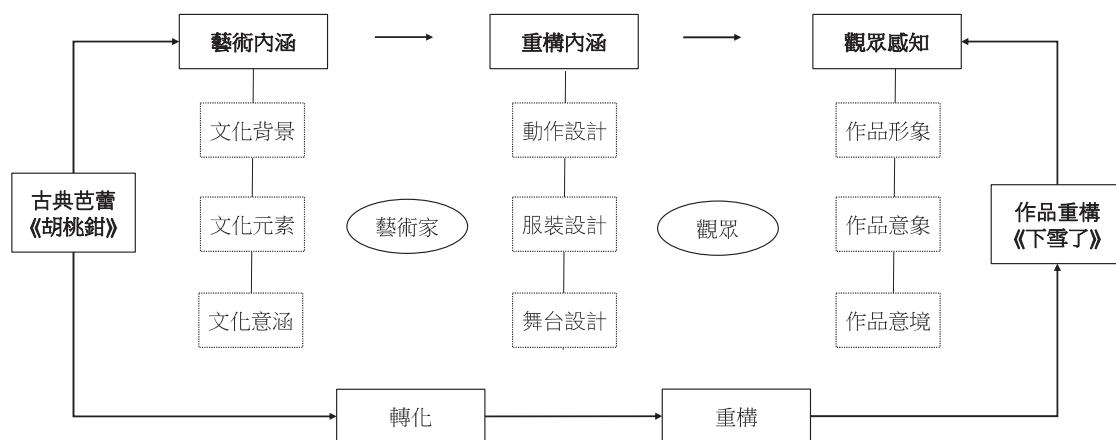 藝術內涵
重構內涵
觀眾感知
文化背景
動作設計
作品形象
古典芭蕾
《胡桃鉗》
文化元素
藝術家
服裝設計
觀眾
作品意象
作品重構
《下雪了》
文化意涵
舞台設計
作品意境
轉化
重構